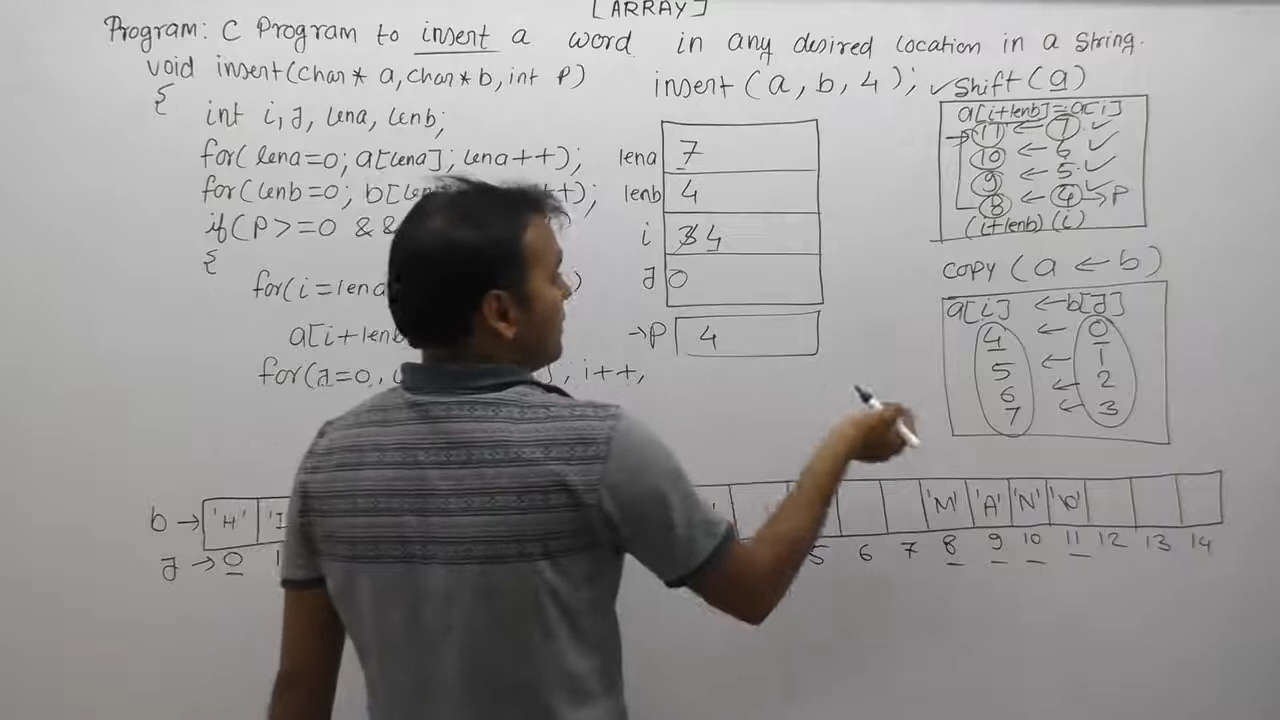 [ARRAY]
Program: C Program to insert a word in any desired location in a string.
void insert(char* a, char* b, int P)
{
int i, J, lena, lenb;
for( lena=0; a[lena]; lena++);
for( lenb=0; b[len ++);
if( P>=0 &&
{
for(i=lena )
a[i+lenb
for(J=0, ; i++,
insert (a, b, 4);
lena 7
lenb 4
i 3 4
J 0
→P 4
✓Shift (a)
a[i+lenb]=a[i]
→11 ← 7 ✓
10 ← 6 ✓
9 ← 5 ✓
8 ← 4 → P
(i+lenb) (i)
copy (a ← b)
a[i] ← b[J]
4 ← 0
5 ← 1
6 ← 2
7 ← 3
b → 'H' 'I
J → 0 1
'M' 'A' 'N' '\0'
5 6 7 8 9 10 11 12 13 14